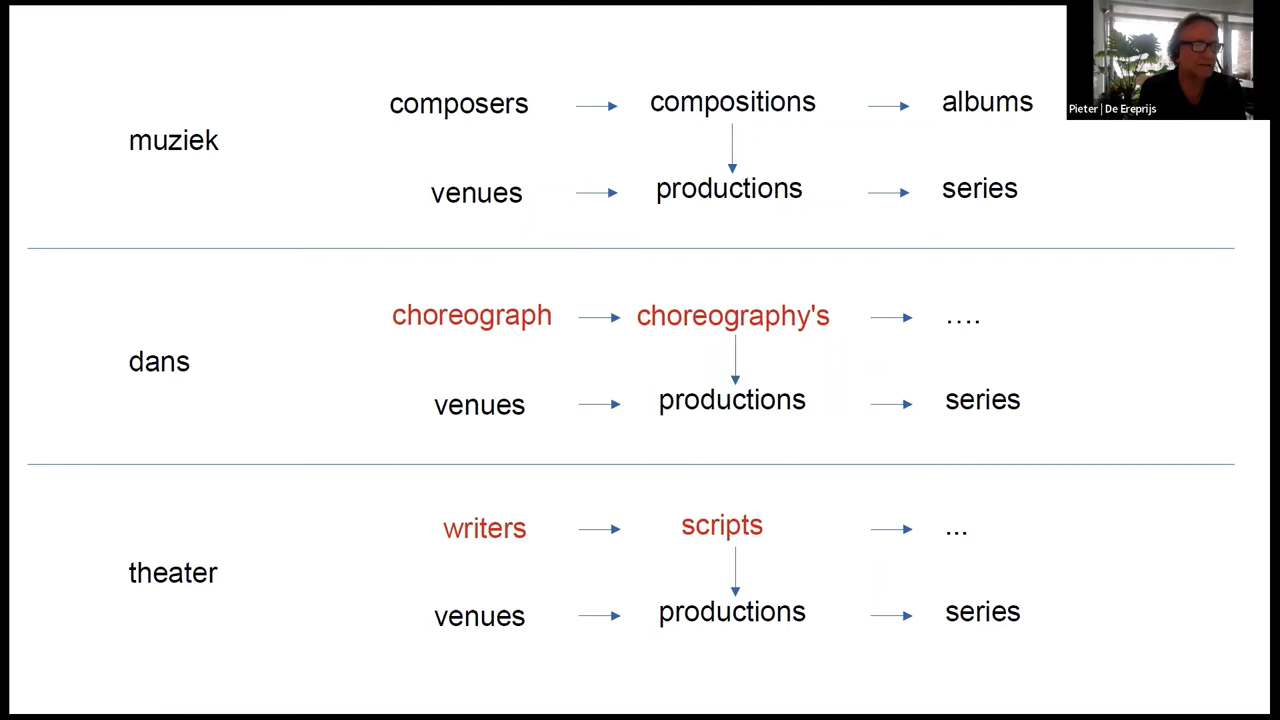 Pieter | De Ereprijs
muziek
composers compositions albums
venues productions series
dans
choreograph choreography's ....
venues productions series
theater
writers scripts ...
venues productions series